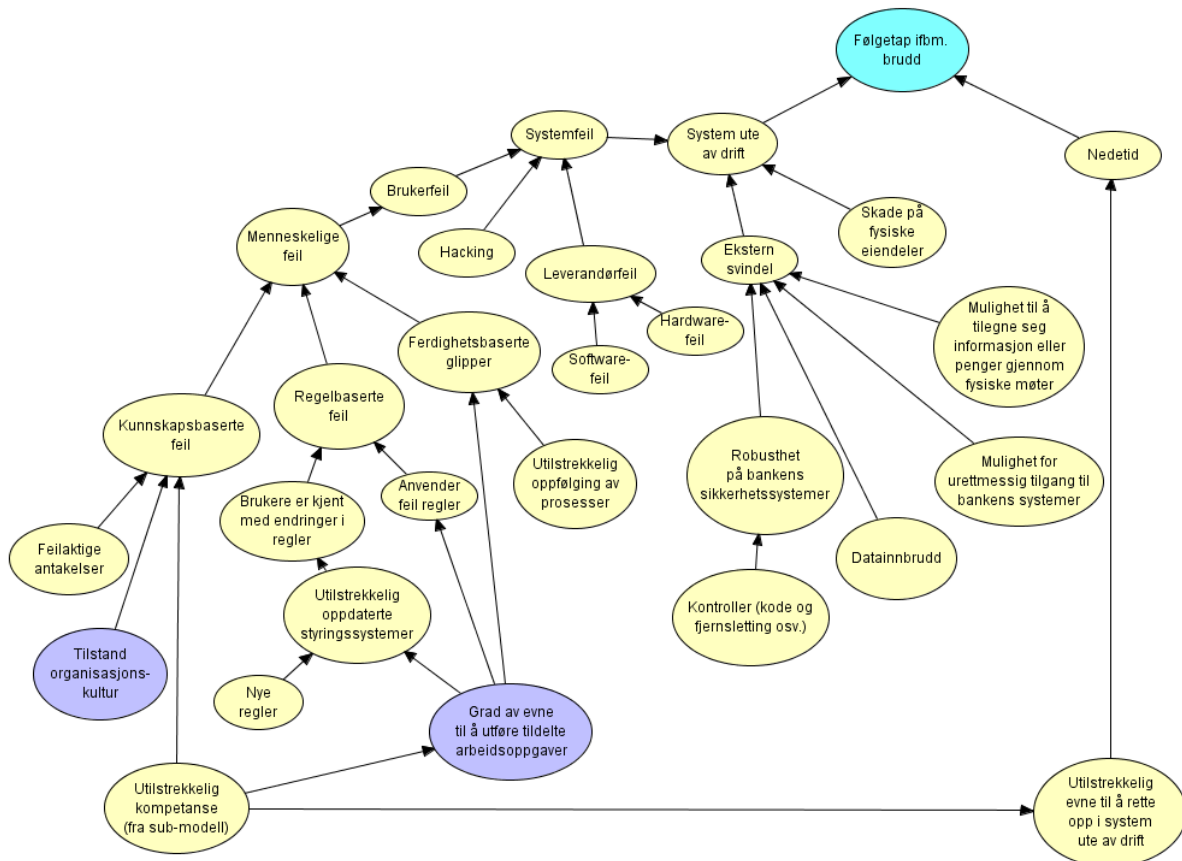 Følgetap ifbm.
brudd
Systemfeil
System ute
av drift
Nedetid
Brukerfeil
Menneskelige
feil
Hacking
Skade på
fysiske
eiendeler
Ekstern
svindel
Leverandørfeil
Hardware-
feil
Mulighet til å
tilegne seg
informasjon eller
penger gjennom
fysiske møter
Ferdighetsbaserte
glipper
Software-
feil
Regelbaserte
feil
Kunnskapsbaserte
feil
Robusthet
på bankens
sikkerhetssystemer
Mulighet for
urettmessig tilgang til
bankens systemer
Utilstrekkelig
oppfølging av
prosesser
Anvender
feil regler
Brukere er kjent
med endringer i
regler
Feilaktige
antakelser
Datainnbrudd
Utilstrekkelig
oppdaterte
styringssystemer
Kontroller (kode og
fjernsletting osv.)
Tilstand
organisasjons-
kultur
Nye
regler
Grad av evne
til å utføre tildelte
arbeidsoppgaver
Utilstrekkelig
kompetanse
(fra sub-modell)
Utilstrekkelig
evne til å rette
opp i system
ute av drift